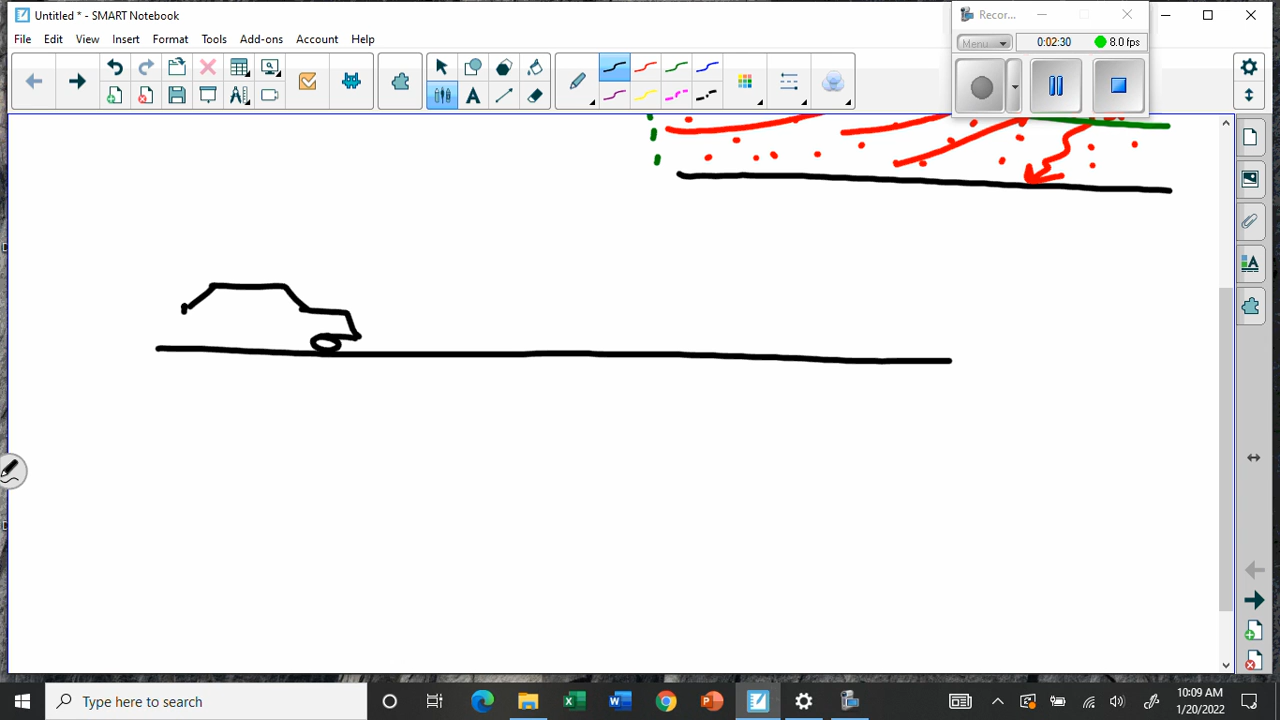 Untitled * - SMART Notebook
Recor...
File Edit View Insert Format Tools Add-ons Account Help
Menu
0:02:30
8.0 fps
Type here to search
10:09 AM
1/20/2022